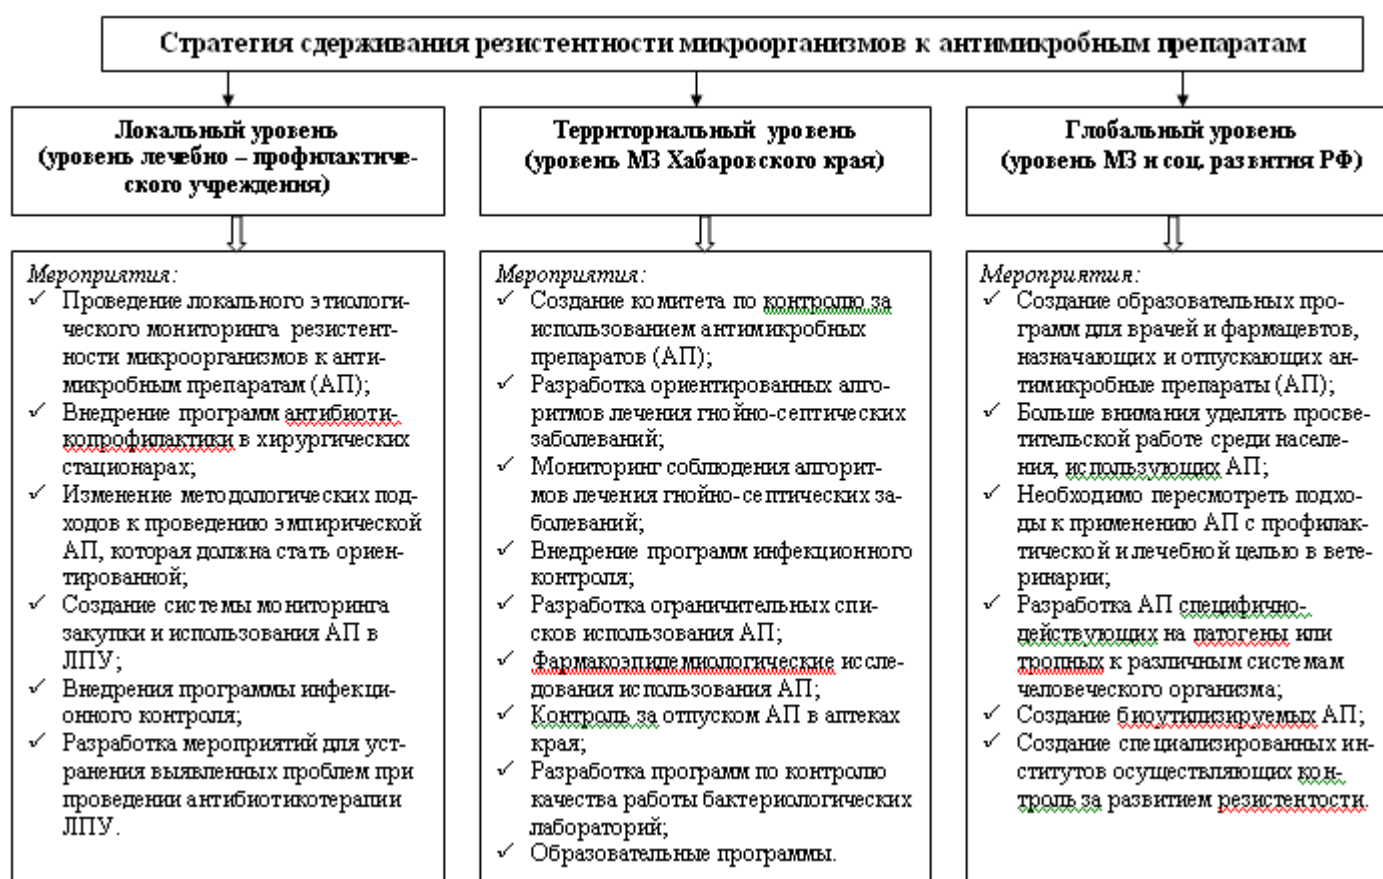 Стратегия сдерживания резистентности микроорганизмов к антимикробным препаратам
Локальный уровень
(уровень лечебно – профилактиче-
ского учреждения)
Мероприятия:
✓ Проведение локального этиологи-
ческого мониторинга резистент-
ности микроорганизмов к анти-
микробным препаратам (АП);
✓ Внедрение программ антибиоти-
копрофилактики в хирургических
стационарах;
✓ Изменение методологических под-
ходов к проведению эмпирической
АП, которая должна стать ориен-
тированной;
✓ Создание системы мониторинга
закупки и использования АП в
ЛПУ;
✓ Внедрения программы инфекци-
онного контроля;
✓ Разработка мероприятий для уст-
ранения выявленных проблем при
проведении антибиотикотерапии
ЛПУ.
Территориальный уровень
(уровень МЗ Хабаровского края)
Мероприятия:
✓ Создание комитета по контролю за
использованием антимикробных
препаратов (АП);
✓ Разработка ориентированных алго-
ритмов лечения гнойно-септических
заболеваний;
✓ Мониторинг соблюдения алгорит-
мов лечения гнойно-септических за-
болеваний;
✓ Внедрение программ инфекционного
контроля;
✓ Разработка ограничительных спи-
сков использования АП;
✓ Фармакоэпидемиологические иссле-
дования использования АП;
✓ Контроль за отпуском АП в аптеках
края;
✓ Разработка программ по контролю
качества работы бактериологических
лабораторий;
✓ Образовательные программы.
Глобальный уровень
(уровень МЗ и соц. развития РФ)
Мероприятия:
✓ Создание образовательных про-
грамм для врачей и фармацевтов,
назначающих и отпускающих ан-
тимикробные препараты (АП);
✓ Больше внимания уделять просве-
тительской работе среди населе-
ния, использующих АП;
✓ Необходимо пересмотреть подхо-
ды к применению АП с профилак-
тической и лечебной целью в вете-
ринарии;
✓ Разработка АП специфично-
действующих на патогены или
тропных к различным системам
человеческого организма;
✓ Создание биоутилизируемых АП;
✓ Создание специализированных ин-
ститутов осуществляющих кон-
троль за развитием резистентости.